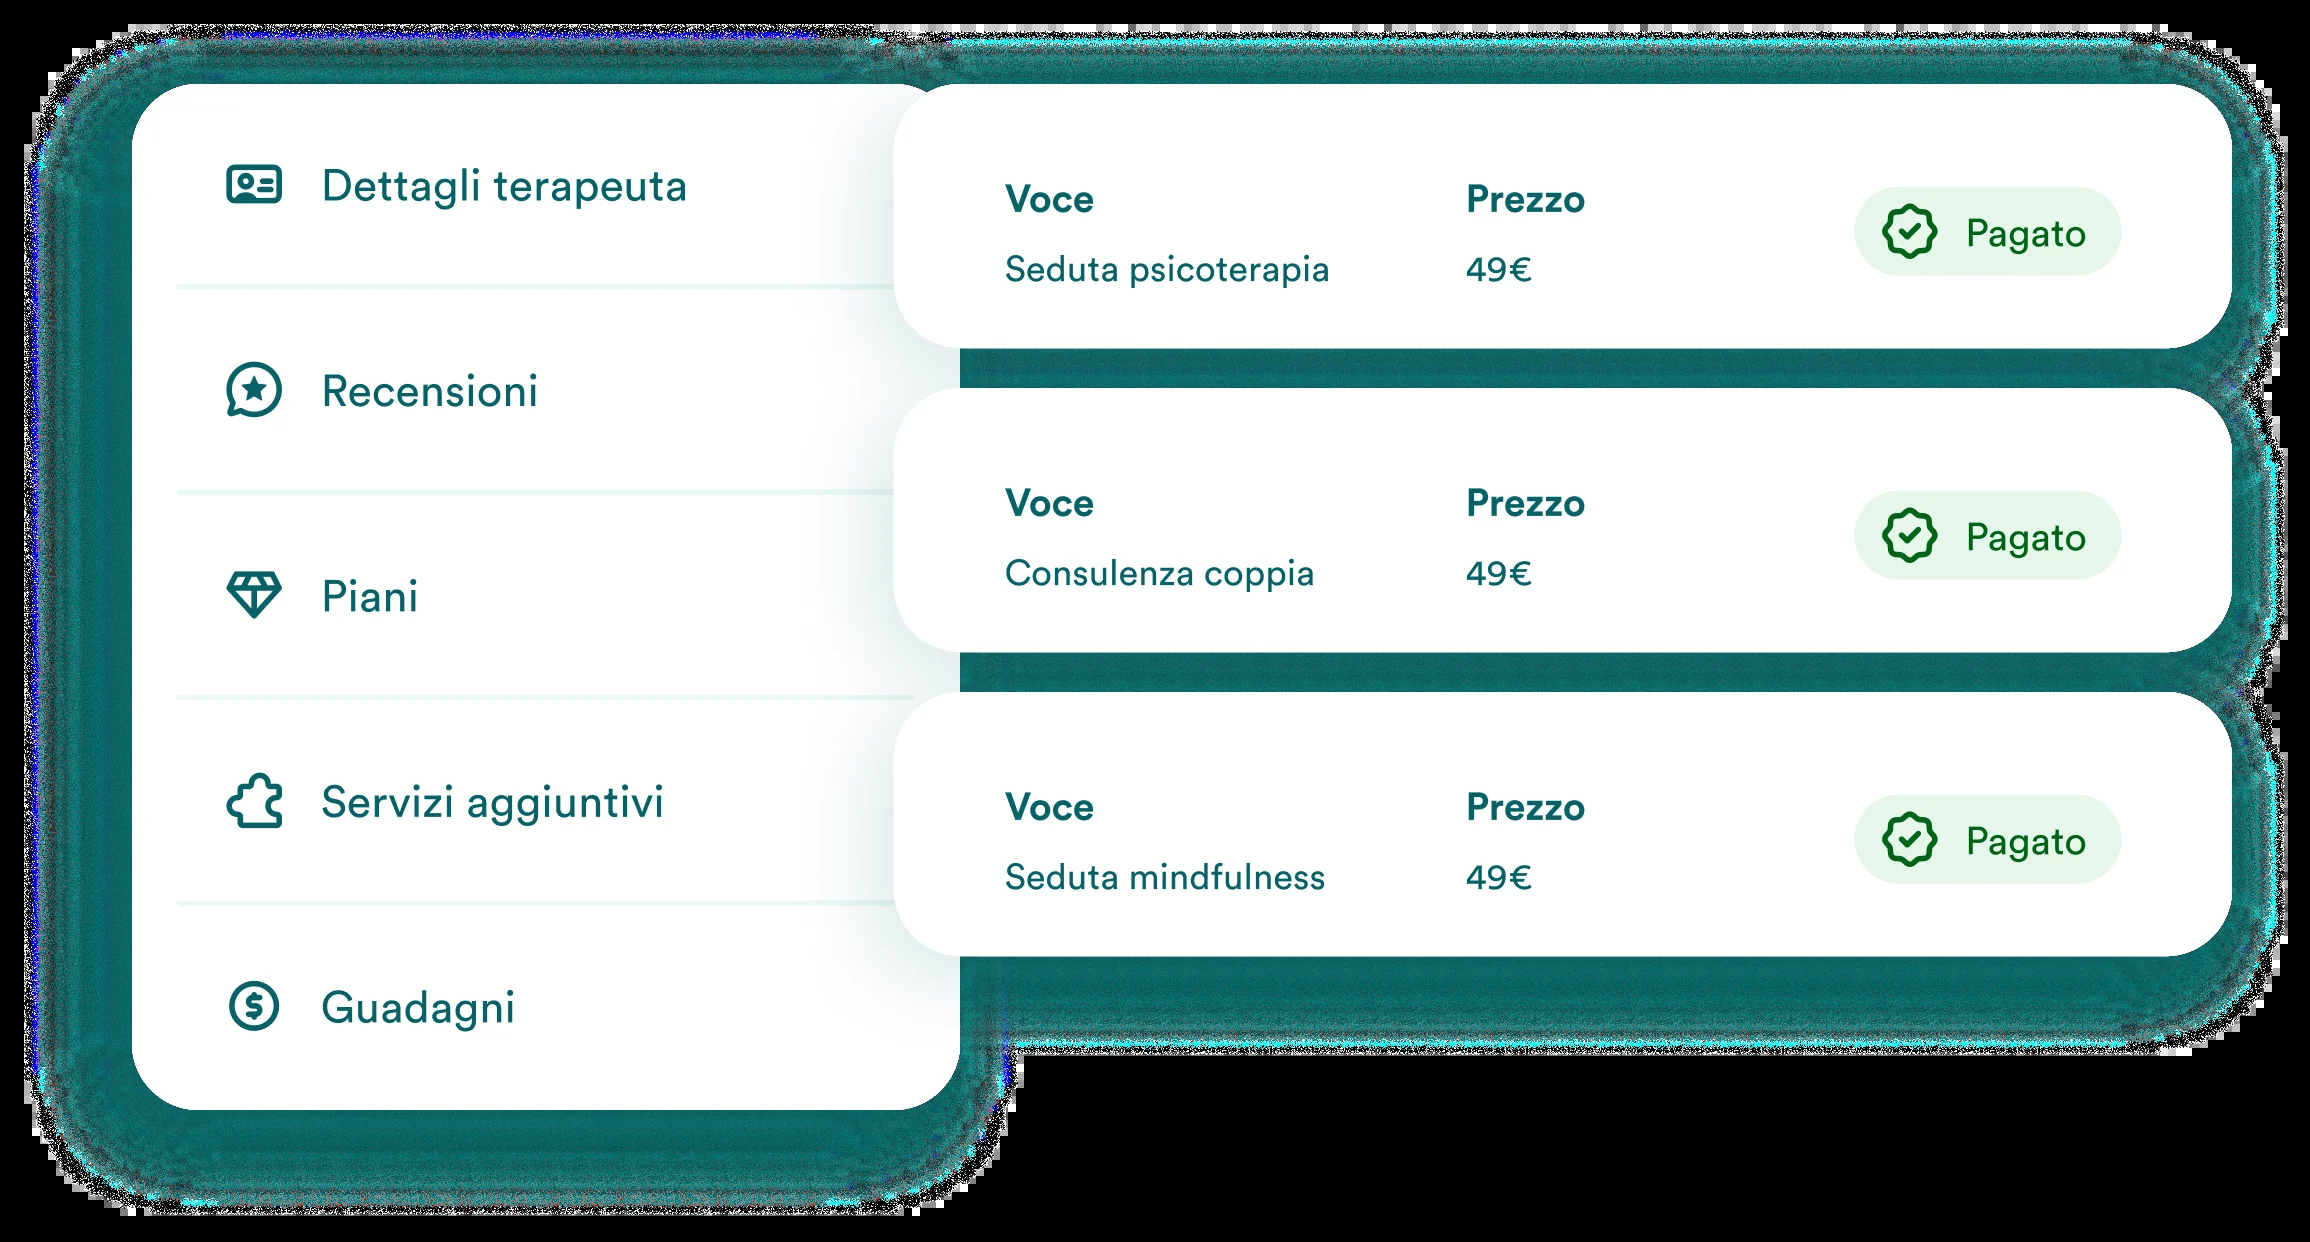 Dettagli terapeuta
Recensioni
Piani
Servizi aggiuntivi
Guadagni
Voce Prezzo
Seduta psicoterapia 49€
Pagato
Voce Prezzo
Consulenza coppia 49€
Pagato
Voce Prezzo
Seduta mindfulness 49€
Pagato